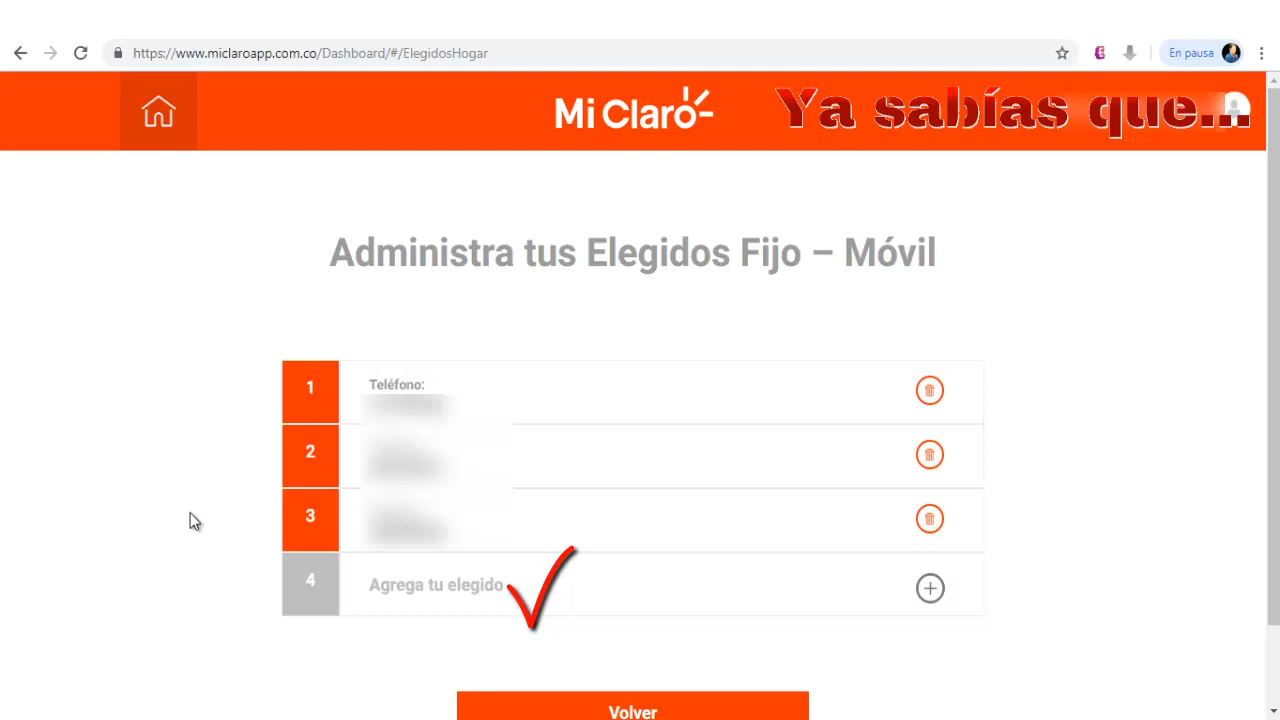 https://www.miclaroapp.com.co/Dashboard/#/ElegidosHogar
En pausa
Mi Claro
Ya sabías que...
Administra tus Elegidos Fijo – Móvil
1
Teléfono:
2
3
4
Agrega tu elegido
Volver